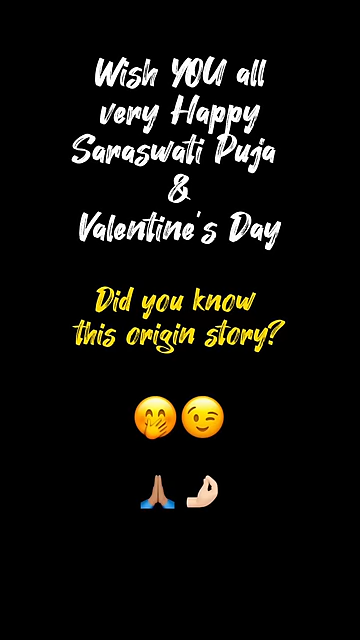 Wish YOU all
very Happy
Saraswati Puja
&
Valentine's Day
Did you know
this origin story?